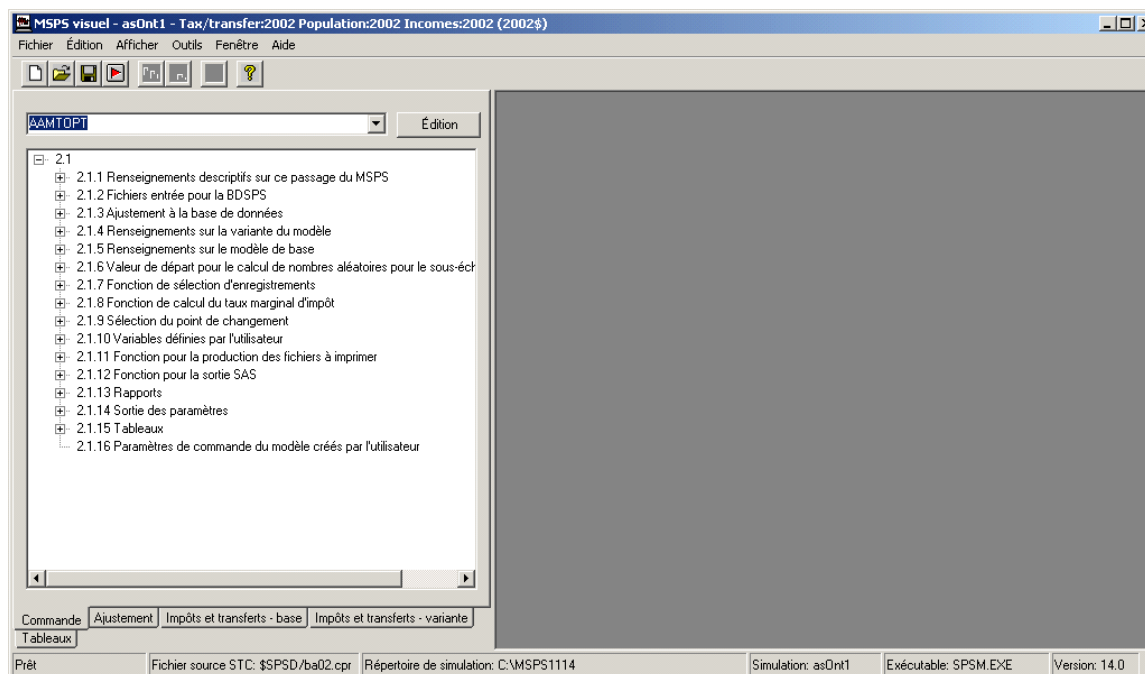 MSPS visuel - asOnt1 - Tax/transfer:2002 Population:2002 Incomes:2002 (2002$)
Fichier Édition Afficher Outils Fenêtre Aide
AAMTOPT Édition
2.1
2.1.1 Renseignements descriptifs sur ce passage du MSPS
2.1.2 Fichiers entrée pour la BDSPS
2.1.3 Ajustement à la base de données
2.1.4 Renseignements sur la variante du modèle
2.1.5 Renseignements sur le modèle de base
2.1.6 Valeur de départ pour le calcul de nombres aléatoires pour le sous-éch
2.1.7 Fonction de sélection d'enregistrements
2.1.8 Fonction de calcul du taux marginal d'impôt
2.1.9 Sélection du point de changement
2.1.10 Variables définies par l'utilisateur
2.1.11 Fonction pour la production des fichiers à imprimer
2.1.12 Fonction pour la sortie SAS
2.1.13 Rapports
2.1.14 Sortie des paramètres
2.1.15 Tableaux
2.1.16 Paramètres de commande du modèle créés par l'utilisateur
Commande Ajustement Impôts et transferts - base Impôts et transferts - variante
Tableaux
Prêt Fichier source STC: $SPSD/ba02.cpr Répertoire de simulation: C:\MSPS1114 Simulation: asOnt1 Exécutable: SPSM.EXE Version: 14.0